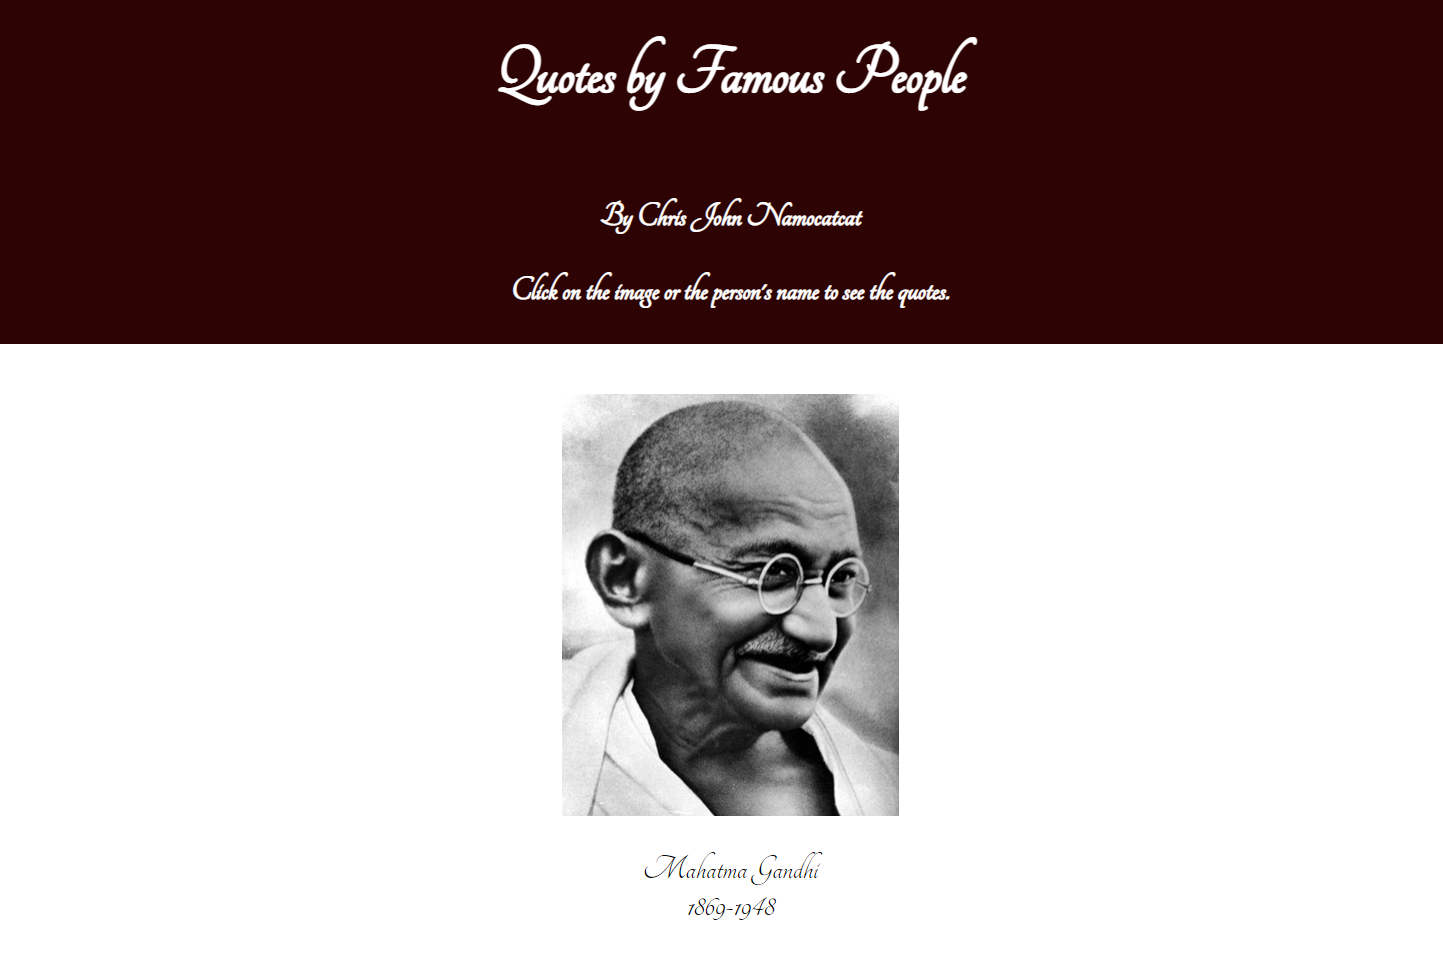 Quotes by Famous People
By Chris John Namocatcat
Click on the image or the person's name to see the quotes.
Mahatma Gandhi
1869-1948